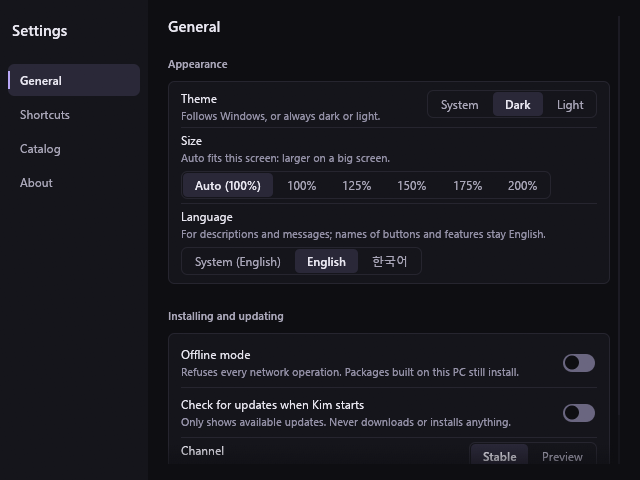 Settings
General
Shortcuts
Catalog
About
General
Appearance
Theme
Follows Windows, or always dark or light.
System Dark Light
Size
Auto fits this screen: larger on a big screen.
Auto (100%) 100% 125% 150% 175% 200%
Language
For descriptions and messages; names of buttons and features stay English.
System (English) English 한국어
Installing and updating
Offline mode
Refuses every network operation. Packages built on this PC still install.
Check for updates when Kim starts
Only shows available updates. Never downloads or installs anything.
Channel
Stable Preview